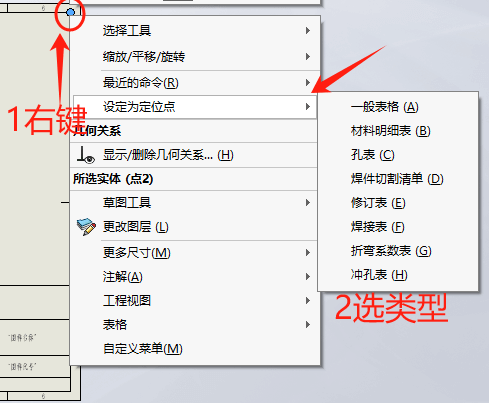 选择工具
缩放/平移/旋转
最近的命令(R)
设定为定位点
1右键
几何关系
显示/删除几何关系... (H)
所选实体 (点2)
草图工具
更改图层 (L)
更多尺寸(M)
注解(A)
工程视图
表格
自定义菜单(M)
一般表格 (A)
材料明细表 (B)
孔表 (C)
焊件切割清单 (D)
修订表 (E)
焊接表 (F)
折弯系数表 (G)
冲孔表 (H)
2选类型
"图样名称"
"图样代号"